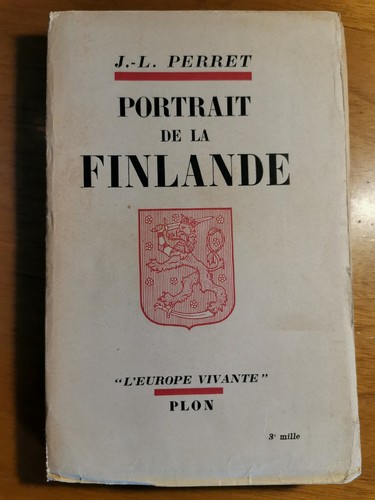 J.-L. PERRET
PORTRAIT
DE LA
FINLANDE
"L'EUROPE VIVANTE"
PLON
3e mille